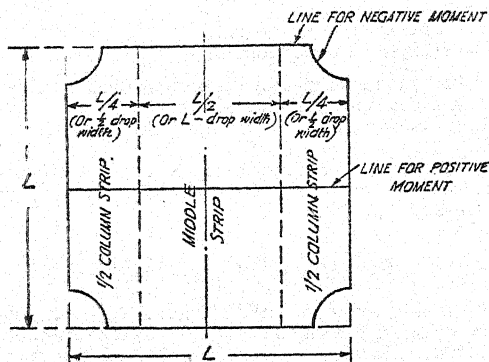 LINE FOR NEGATIVE MOMENT
L/4
(Or ½ drop
width)
L/2
(Or L - drop width)
L/4
(Or ½ drop
width)
L
LINE FOR POSITIVE
MOMENT
1/2 COLUMN STRIP.
MIDDLE
STRIP
1/2 COLUMN STRIP
L